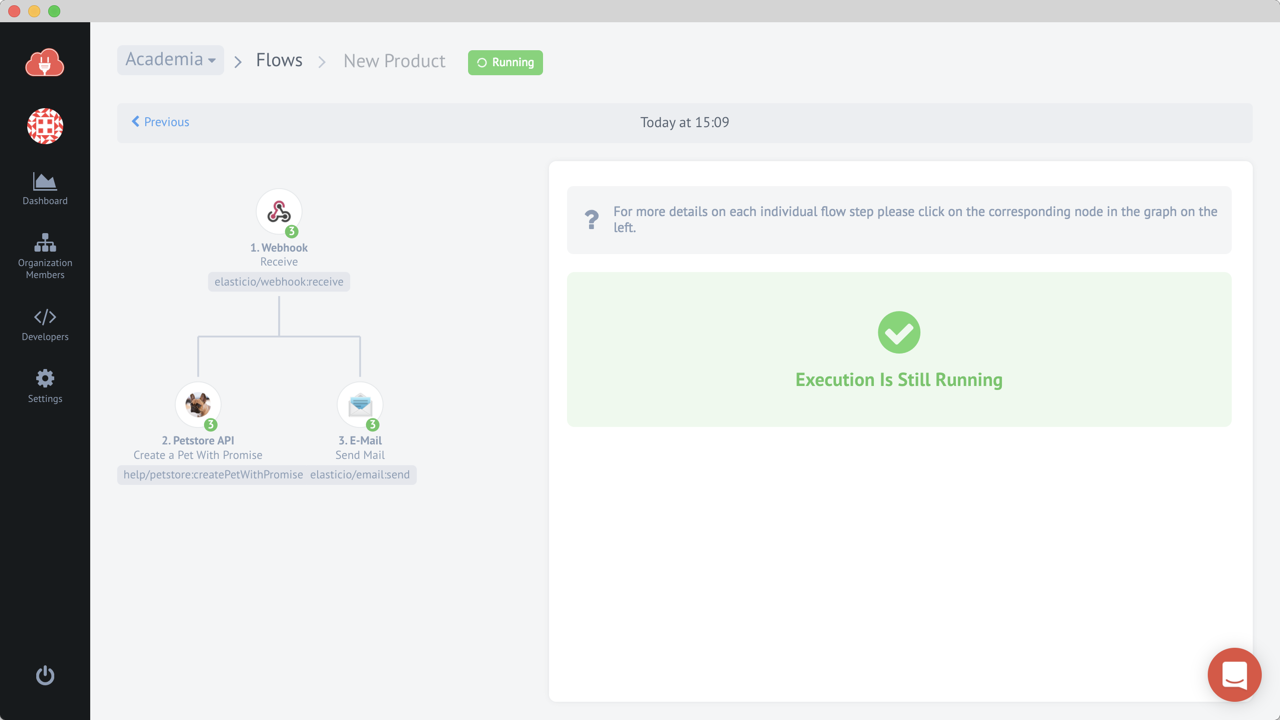 Academia
Flows
New Product
Running
Previous
Today at 15:09
Dashboard
Organization
Members
Developers
Settings
3
1. Webhook
Receive
elasticio/webhook:receive
3
2. Petstore API
Create a Pet With Promise
help/petstore:createPetWithPromise
3
3. E-Mail
Send Mail
elasticio/email:send
?
For more details on each individual flow step please click on the corresponding node in the graph on the
left.
Execution Is Still Running